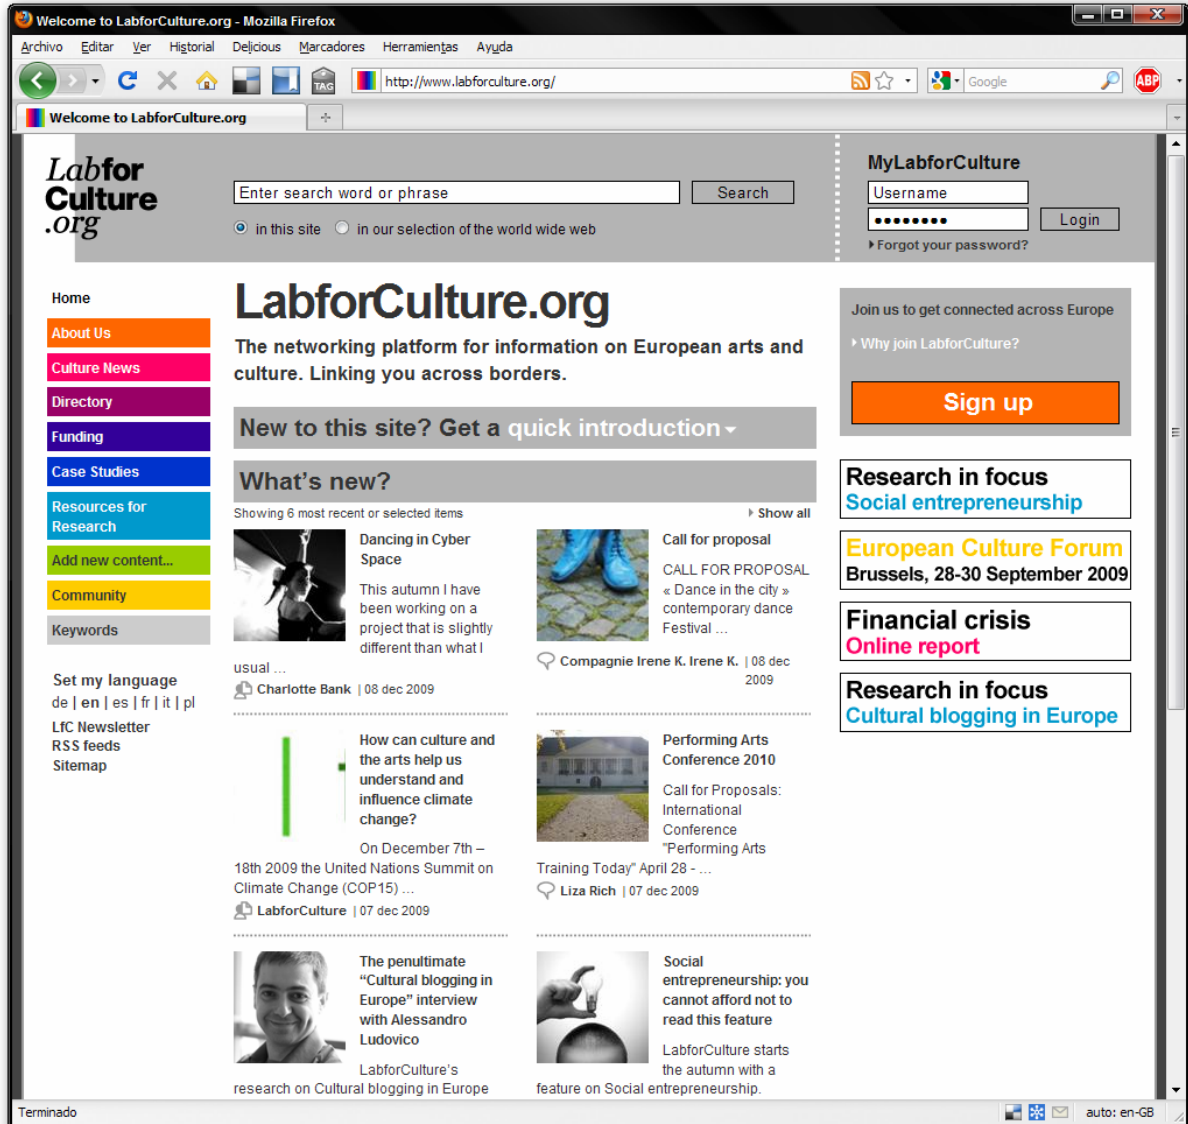 Welcome to LabforCulture.org - Mozilla Firefox
Archivo Editar Ver Historial Delicious Marcadores Herramientas Ayuda
TAG
http://www.labforculture.org/
Google
ABP
Welcome to LabforCulture.org
Labfor
Culture
.org
Enter search word or phrase
Search
in this site in our selection of the world wide web
MyLabforCulture
Username
Login
Forgot your password?
Home
About Us
Culture News
Directory
Funding
Case Studies
Resources for
Research
Add new content...
Community
Keywords
Set my language
de | en | es | fr | it | pl
LfC Newsletter
RSS feeds
Sitemap
LabforCulture.org
The networking platform for information on European arts and
culture. Linking you across borders.
New to this site? Get a quick introduction
What's new?
Showing 6 most recent or selected items
Show all
Dancing in Cyber
Space
This autumn I have
been working on a
project that is slightly
different than what I
usual ...
Charlotte Bank | 08 dec 2009
Call for proposal
CALL FOR PROPOSAL
« Dance in the city »
contemporary dance
Festival ...
Compagnie Irene K. Irene K. | 08 dec
2009
How can culture and
the arts help us
understand and
influence climate
change?
On December 7th –
18th 2009 the United Nations Summit on
Climate Change (COP15) ...
LabforCulture | 07 dec 2009
Performing Arts
Conference 2010
Call for Proposals:
International
Conference
"Performing Arts
Training Today" April 28 - ...
Liza Rich | 07 dec 2009
The penultimate
“Cultural blogging in
Europe” interview
with Alessandro
Ludovico
LabforCulture's
research on Cultural blogging in Europe
Social
entrepreneurship: you
cannot afford not to
read this feature
LabforCulture starts
the autumn with a
feature on Social entrepreneurship.
Join us to get connected across Europe
Why join LabforCulture?
Sign up
Research in focus
Social entrepreneurship
European Culture Forum
Brussels, 28-30 September 2009
Financial crisis
Online report
Research in focus
Cultural blogging in Europe
Terminado
auto: en-GB